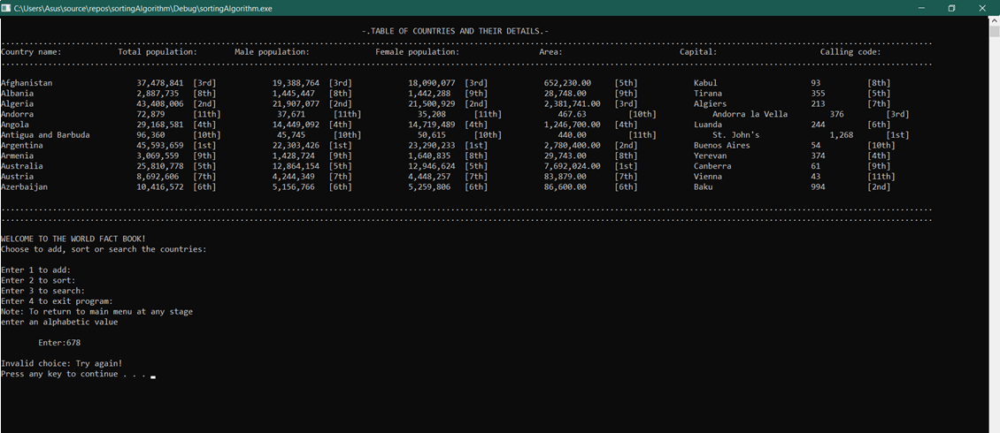 C:\Users\Asus\source\repos\sortingAlgorithm\Debug\sortingAlgorithm.exe
-.TABLE OF COUNTRIES AND THEIR DETAILS.-
Country name: Total population: Male population: Female population: Area: Capital: Calling code:
Afghanistan 37,478,841 [3rd] 19,388,764 [3rd] 18,090,077 [3rd] 652,230.00 [5th] Kabul 93 [8th]
Albania 2,887,735 [8th] 1,445,447 [8th] 1,442,288 [9th] 28,748.00 [9th] Tirana 355 [5th]
Algeria 43,408,006 [2nd] 21,907,077 [2nd] 21,500,929 [2nd] 2,381,741.00 [3rd] Algiers 213 [7th]
Andorra 72,879 [11th] 37,671 [11th] 35,208 [11th] 467.63 [10th] Andorra la Vella 376 [3rd]
Angola 29,168,581 [4th] 14,449,092 [4th] 14,719,489 [4th] 1,246,700.00 [4th] Luanda 244 [6th]
Antigua and Barbuda 96,360 [10th] 45,745 [10th] 50,615 [10th] 440.00 [11th] St. John's 1,268 [1st]
Argentina 45,593,659 [1st] 22,303,426 [1st] 23,290,233 [1st] 2,780,400.00 [2nd] Buenos Aires 54 [10th]
Armenia 3,069,559 [9th] 1,428,724 [9th] 1,640,835 [8th] 29,743.00 [8th] Yerevan 374 [4th]
Australia 25,810,778 [5th] 12,864,154 [5th] 12,946,624 [5th] 7,692,024.00 [1st] Canberra 61 [9th]
Austria 8,692,606 [7th] 4,244,349 [7th] 4,448,257 [7th] 83,879.00 [7th] Vienna 43 [11th]
Azerbaijan 10,416,572 [6th] 5,156,766 [6th] 5,259,806 [6th] 86,600.00 [6th] Baku 994 [2nd]
WELCOME TO THE WORLD FACT BOOK!
Choose to add, sort or search the countries:
Enter 1 to add:
Enter 2 to sort:
Enter 3 to search:
Enter 4 to exit program:
Note: To return to main menu at any stage
enter an alphabetic value
Enter:678
Invalid choice: Try again!
Press any key to continue . . .